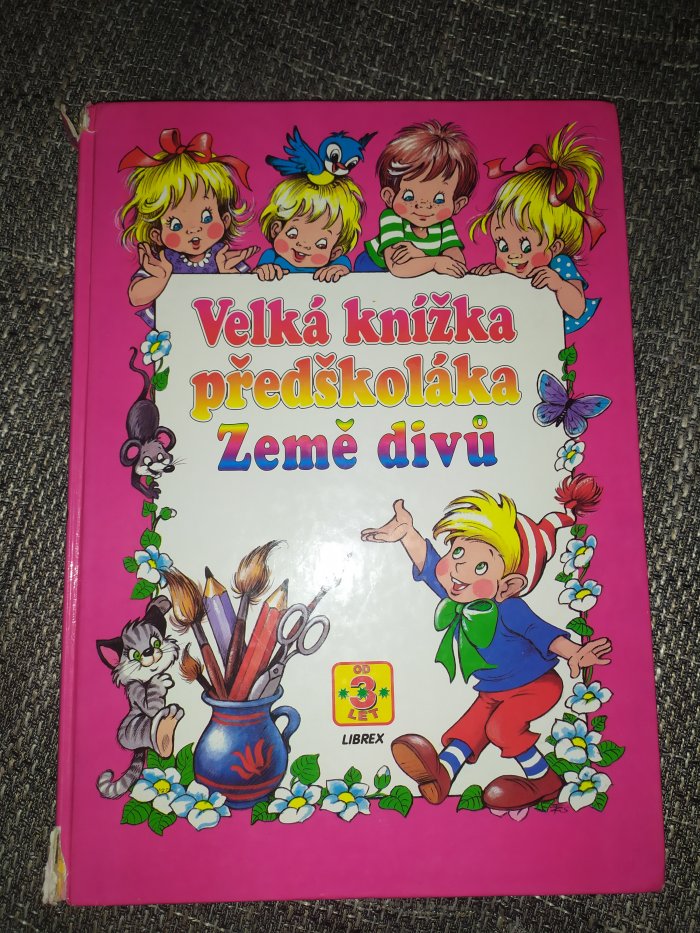 Velká knížka
předškoláka
Země divů
OD
3
LET
LIBREX